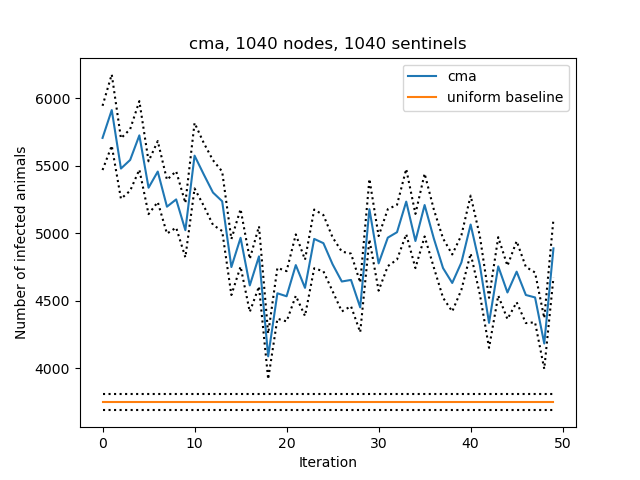 cma, 1040 nodes, 1040 sentinels
cma
uniform baseline
6000
5500
5000
4500
4000
Number of infected animals
0 10 20 30 40 50
Iteration